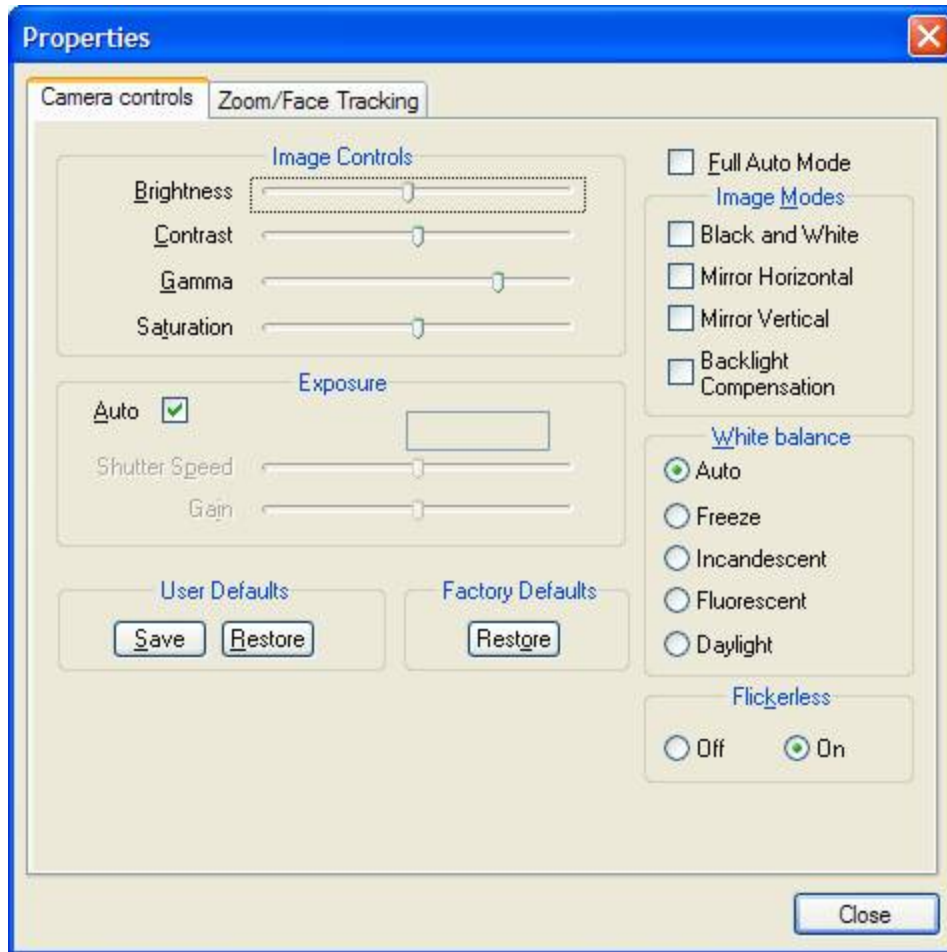 Properties
Camera controls
Zoom/Face Tracking
Image Controls
Brightness
Contrast
Gamma
Saturation
Exposure
Auto
Shutter Speed
Gain
User Defaults
Save
Restore
Factory Defaults
Restore
Full Auto Mode
Image Modes
Black and White
Mirror Horizontal
Mirror Vertical
Backlight
Compensation
White balance
Auto
Freeze
Incandescent
Fluorescent
Daylight
Flickerless
Off
On
Close